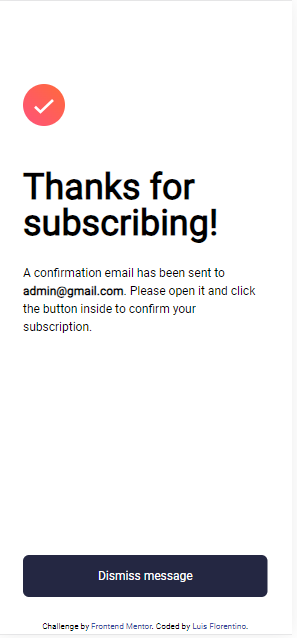 Thanks for
subscribing!
A confirmation email has been sent to
admin@gmail.com. Please open it and click
the button inside to confirm your
subscription.
Dismiss message
Challenge by Frontend Mentor. Coded by Luis Florentino.